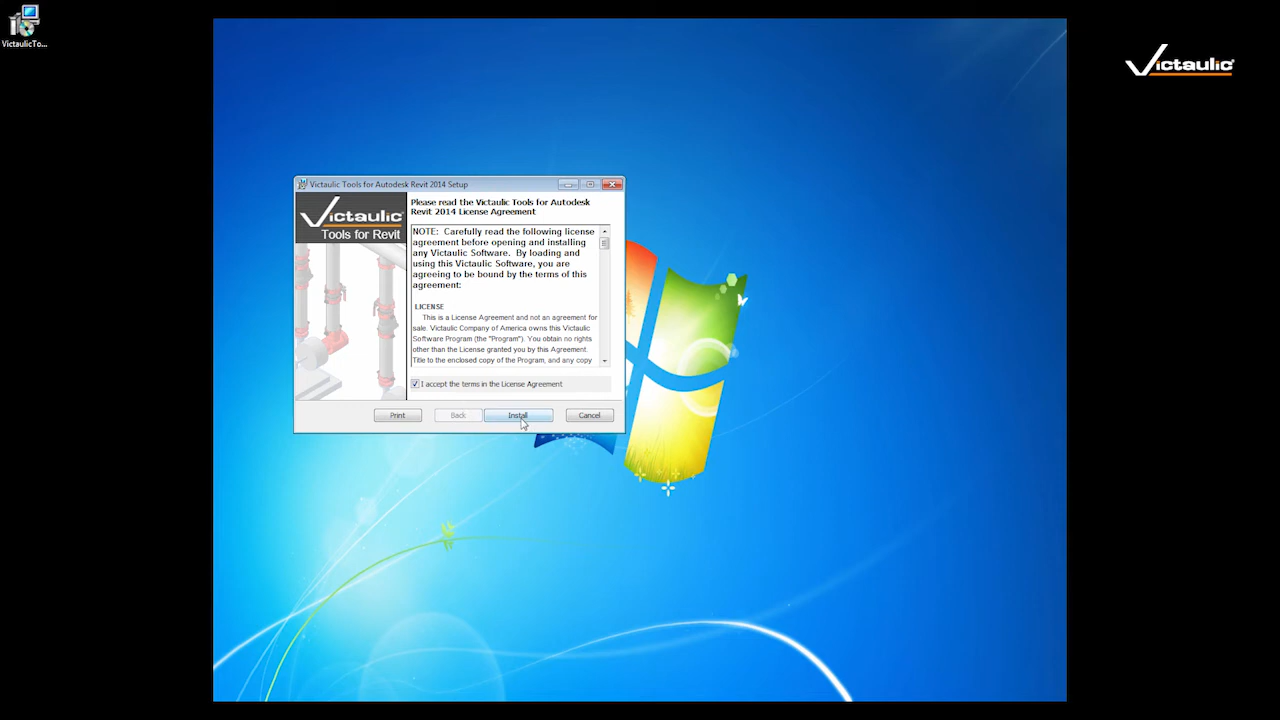 VictaulicTo...
Victaulic®
Victaulic Tools for Autodesk Revit 2014 Setup
Victaulic®
Tools for Revit
Please read the Victaulic Tools for Autodesk
Revit 2014 License Agreement
NOTE: Carefully read the following license
agreement before opening and installing
any Victaulic Software. By loading and
using this Victaulic Software, you are
agreeing to be bound by the terms of this
agreement:
LICENSE
This is a License Agreement and not an agreement for
sale. Victaulic Company of America owns this Victaulic
Software Program (the "Program"). You obtain no rights
other than the License granted you by this Agreement.
Title to the enclosed copy of the Program, and any copy
I accept the terms in the License Agreement
Print
Back
Install
Cancel